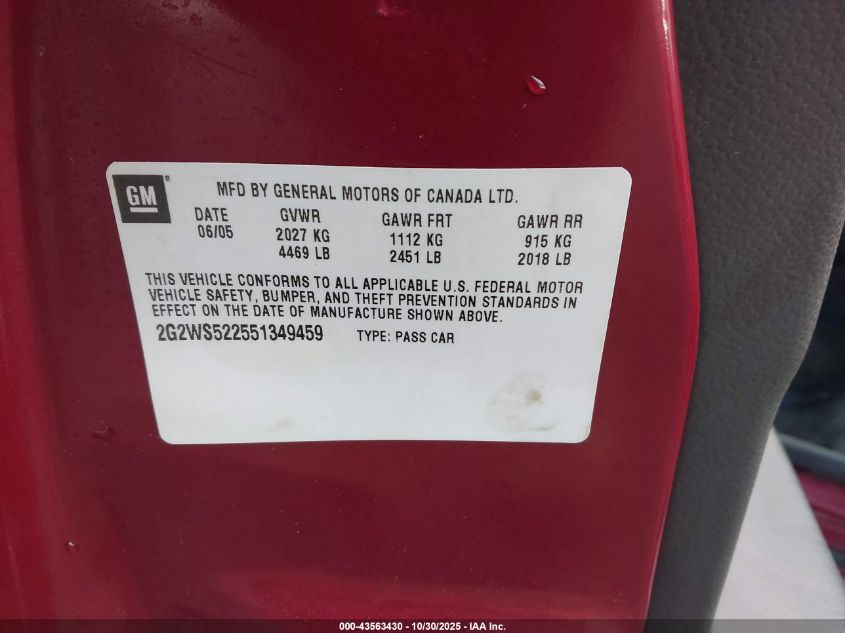 GM ®
MFD BY GENERAL MOTORS OF CANADA LTD.
DATE GVWR GAWR FRT GAWR RR
06/05 2027 KG 1112 KG 915 KG
4469 LB 2451 LB 2018 LB
THIS VEHICLE CONFORMS TO ALL APPLICABLE U.S. FEDERAL MOTOR
VEHICLE SAFETY, BUMPER, AND THEFT PREVENTION STANDARDS IN
EFFECT ON THE DATE OF MANUFACTURE SHOWN ABOVE.
2G2WS522551349459 TYPE: PASS CAR
000-43563430 - 10/30/2025 - IAA Inc.